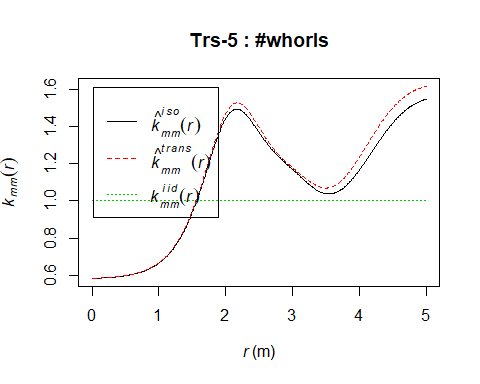 Trs-5 : #whorls
k̂ᵢₛₒ mm(r)
k̂ trans mm (r)
k iid mm (r)
kmm(r)
1.6
1.4
1.2
1.0
0.8
0.6
0 1 2 3 4 5
r (m)